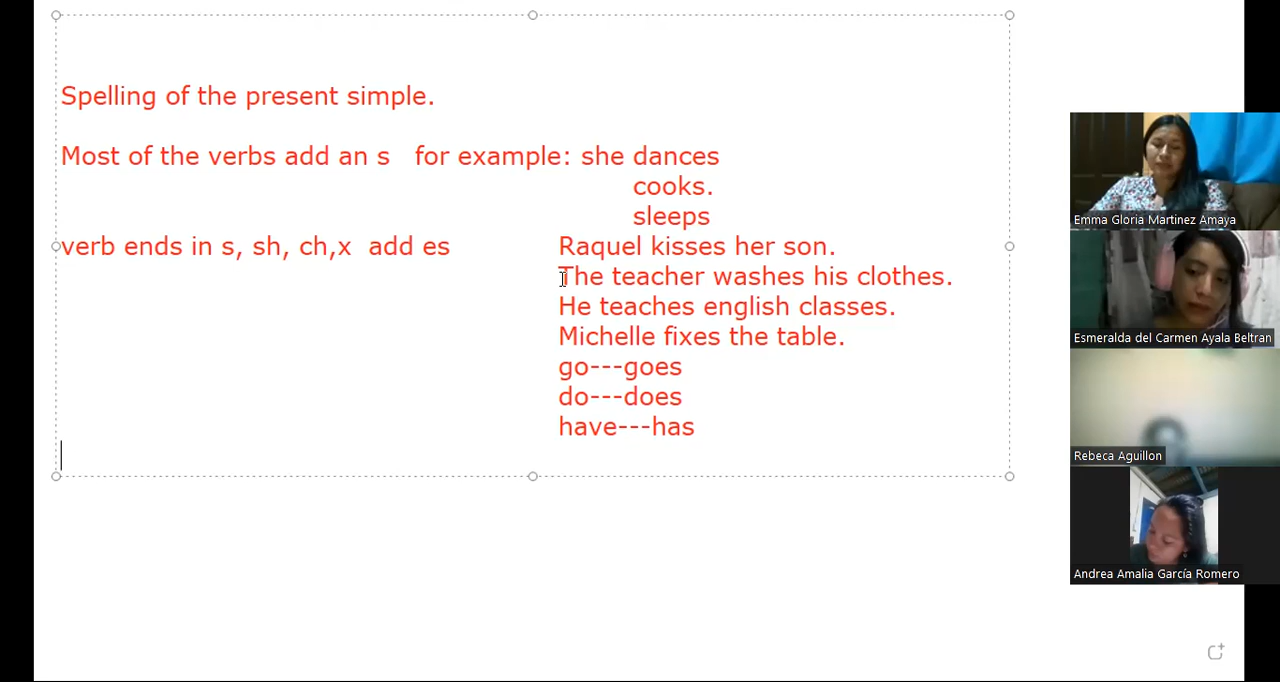 Spelling of the present simple.
Most of the verbs add an s for example: she dances
cooks.
sleeps
verb ends in s, sh, ch,x add es Raquel kisses her son.
The teacher washes his clothes.
He teaches english classes.
Michelle fixes the table.
go---goes
do---does
have---has
Emma Gloria Martinez Amaya
Esmeralda del Carmen Ayala Beltran
Rebeca Aguillon
Andrea Amalia García Romero